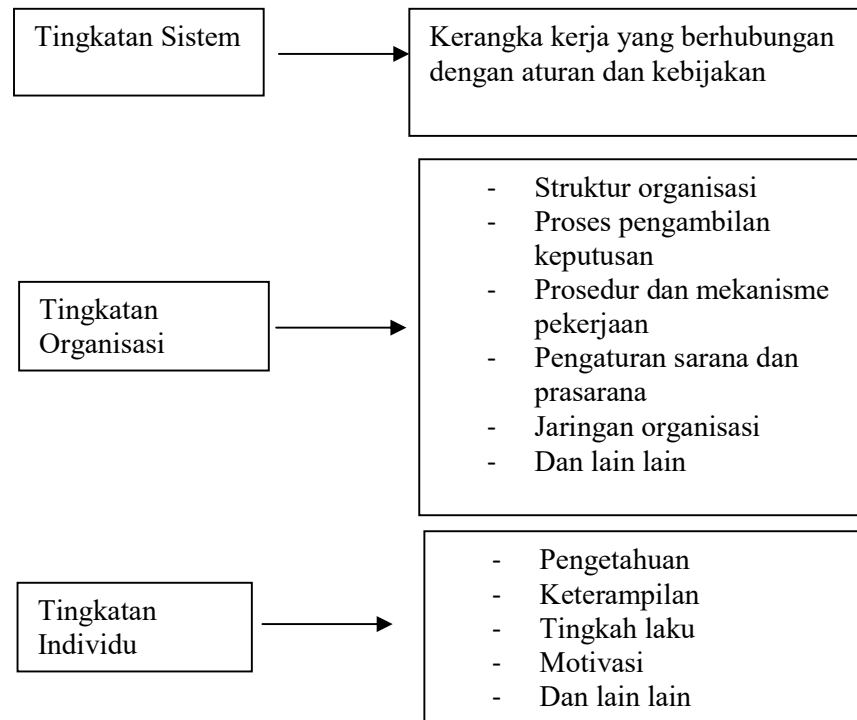 Tingkatan Sistem
Kerangka kerja yang berhubungan
dengan aturan dan kebijakan
Tingkatan
Organisasi
- Struktur organisasi
- Proses pengambilan
keputusan
- Prosedur dan mekanisme
pekerjaan
- Pengaturan sarana dan
prasarana
- Jaringan organisasi
- Dan lain lain
Tingkatan
Individu
- Pengetahuan
- Keterampilan
- Tingkah laku
- Motivasi
- Dan lain lain